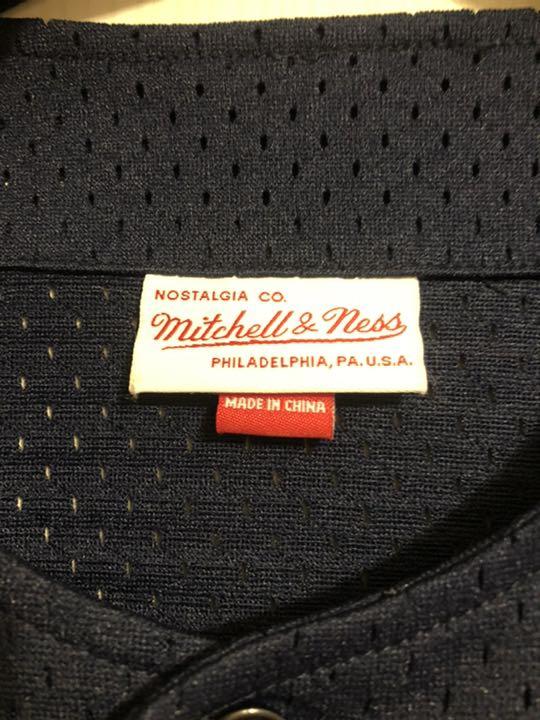 NOSTALGIA CO.
Mitchell & Ness
PHILADELPHIA, PA. U.S.A.
MADE IN CHINA